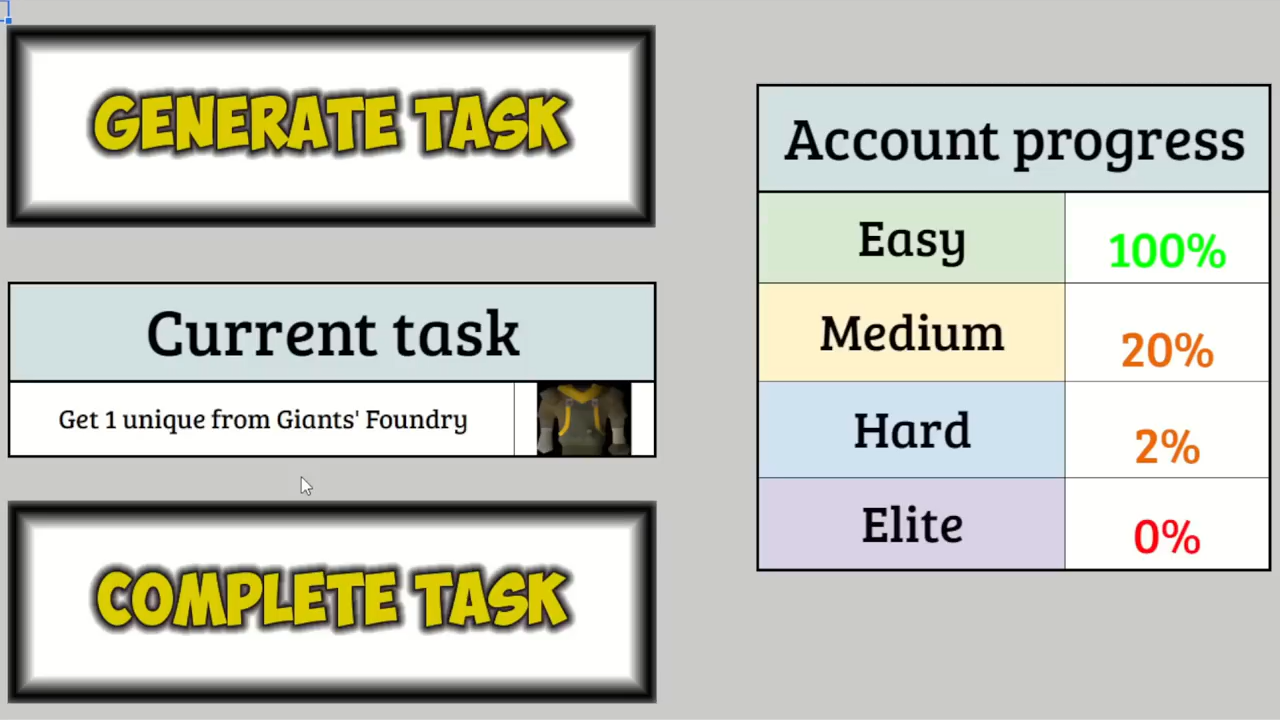 GENERATE TASK
Current task
Get 1 unique from Giants' Foundry
COMPLETE TASK
Account progress
Easy 100%
Medium 20%
Hard 2%
Elite 0%